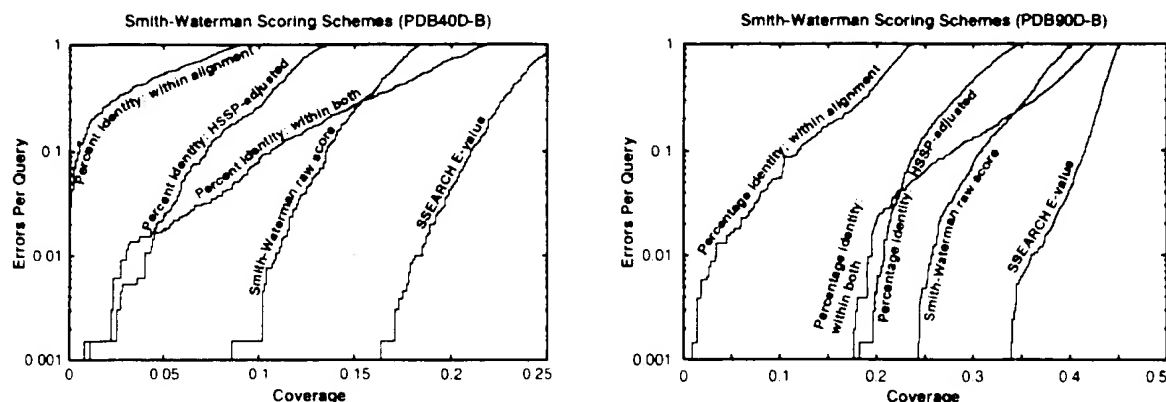 Smith-Waterman Scoring Schemes (PDB40D-B)
Errors Per Query
1
0.1
0.01
0 001
Percent Identity: within alignment
Percent Identity: HSSP-adjusted
Percent Identity: within both
Smith-Waterman raw score
SSEARCH E-value
0
0 05
0.1
0 15
0.2
0 25
Coverage
Smith-Waterman Scoring Schemes (PDB90D-B)
Errors Per Query
1
0.1
0 01
0.001
Percentage identity: within alignment
Percentage identity:
within both
Percentage identity: HSSP-adjusted
Smith-Waterman raw score
SSEARCH E-value
0
0.1
0.2
0.3
0.4
0 5
Coverage